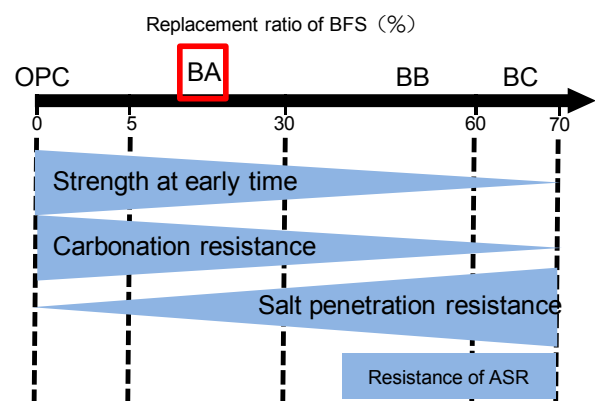 Replacement ratio of BFS（%）
OPC BA BB BC
0 5 30 60 70
Strength at early time
Carbonation resistance
Salt penetration resistance
Resistance of ASR